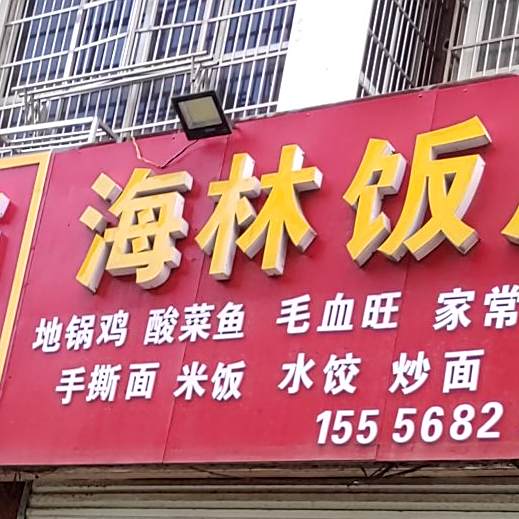 海林饭
地锅鸡 酸菜鱼 毛血旺 家常
手撕面 米饭 水饺 炒面
155 5682